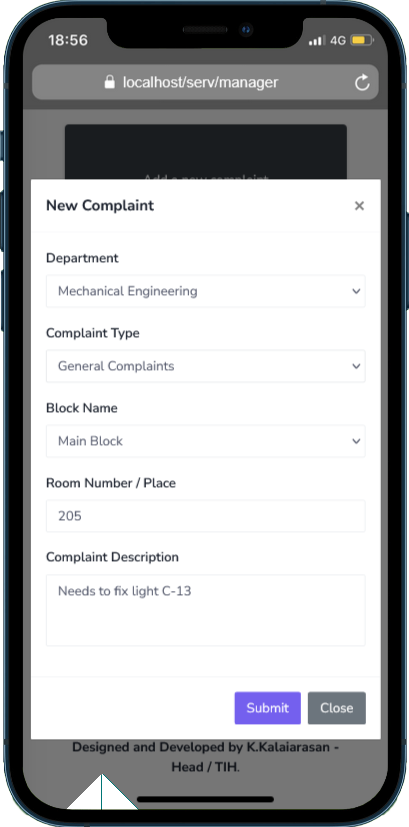 18:56
4G
localhost/serv/manager
Add a new complaint
New Complaint
×
Department
Mechanical Engineering
Complaint Type
General Complaints
Block Name
Main Block
Room Number / Place
205
Complaint Description
Needs to fix light C-13
Submit
Close
Designed and Developed by K.Kalaiarasan -
Head / TIH.